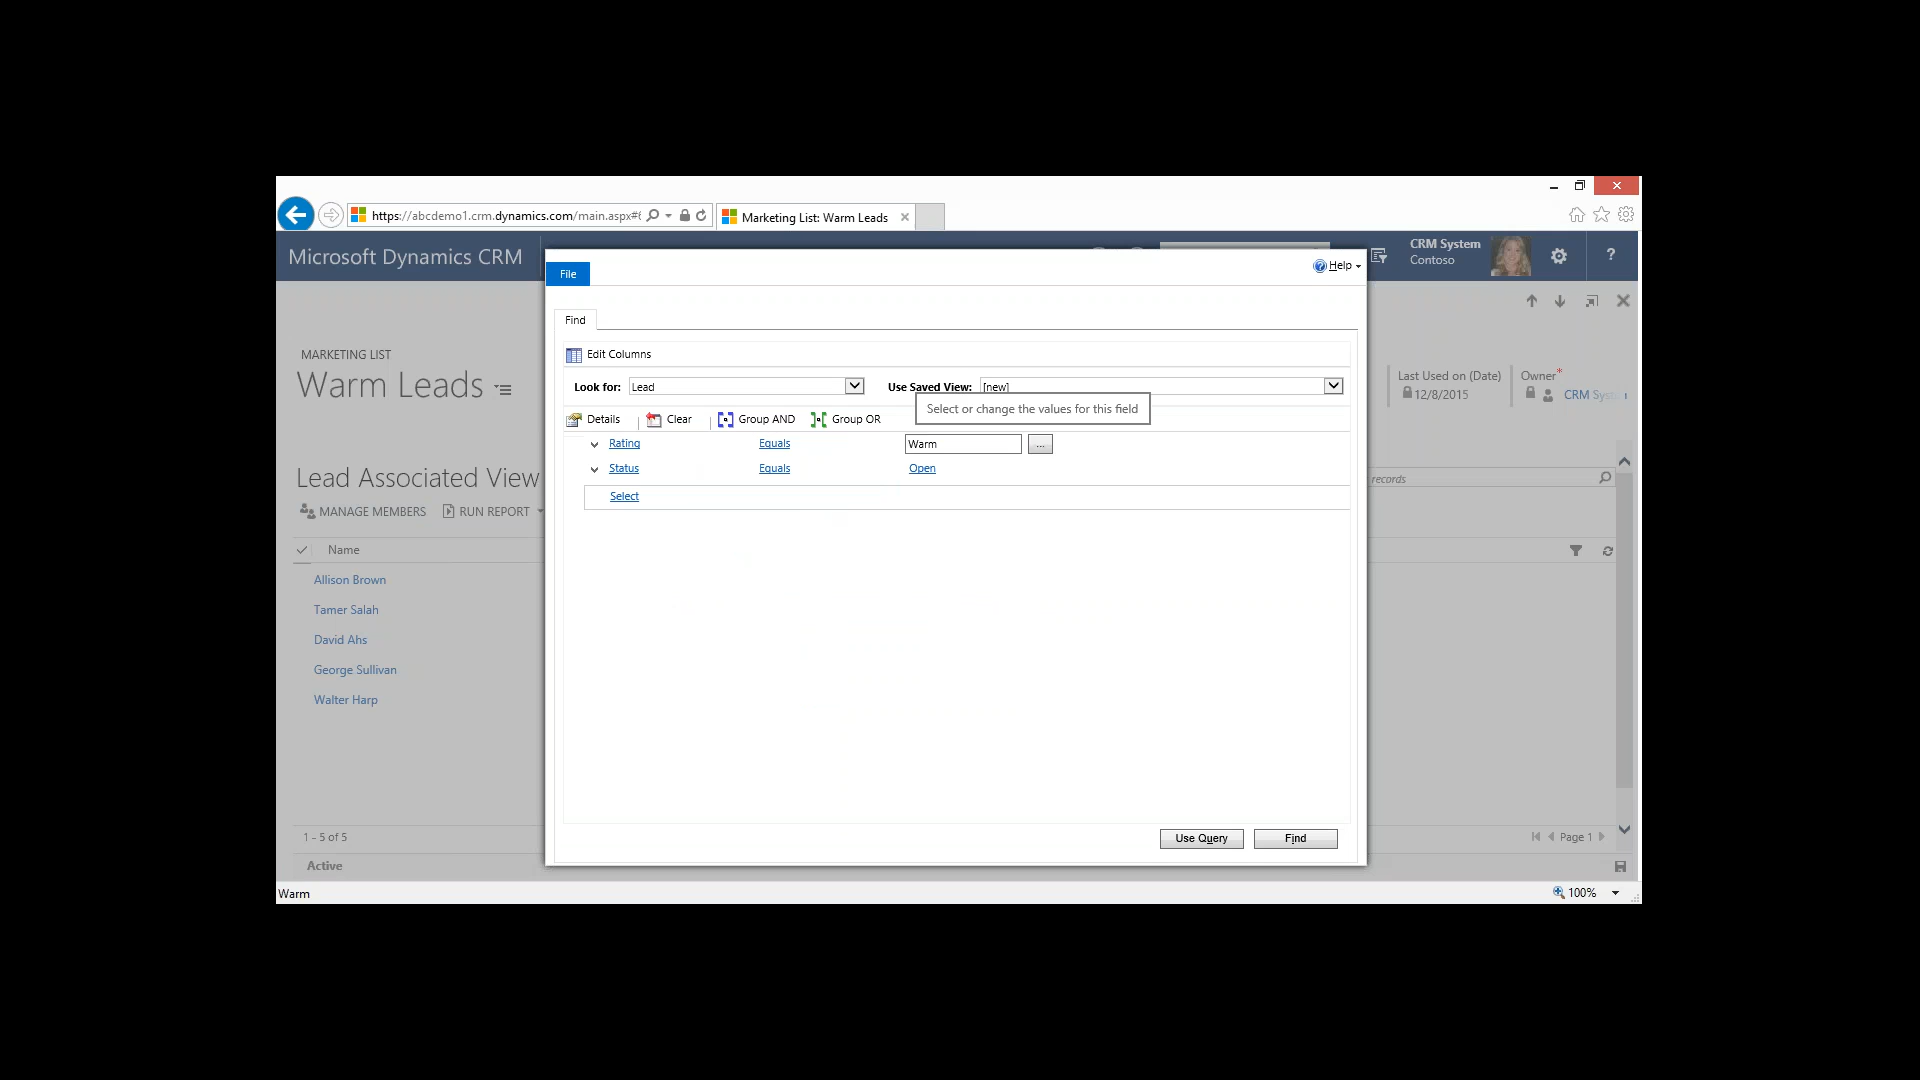 https://abcdemo1.crm.dynamics.com/main.aspx#
Marketing List: Warm Leads
Microsoft Dynamics CRM
CRM System
Contoso
?
File
Help
Find
MARKETING LIST
Warm Leads
Edit Columns
Look for: Lead
Use Saved View: [new]
Last Used on (Date)
12/8/2015
Owner*
CRM
Select or change the values for this field
Details
Clear
Group AND
Group OR
Rating Equals Warm ...
Status Equals Open
Select
Lead Associated View
records
MANAGE MEMBERS
RUN REPORT
Name
Allison Brown
Tamer Salah
David Ahs
George Sullivan
Walter Harp
1 - 5 of 5
Page 1
Use Query
Find
Active
Warm
100%